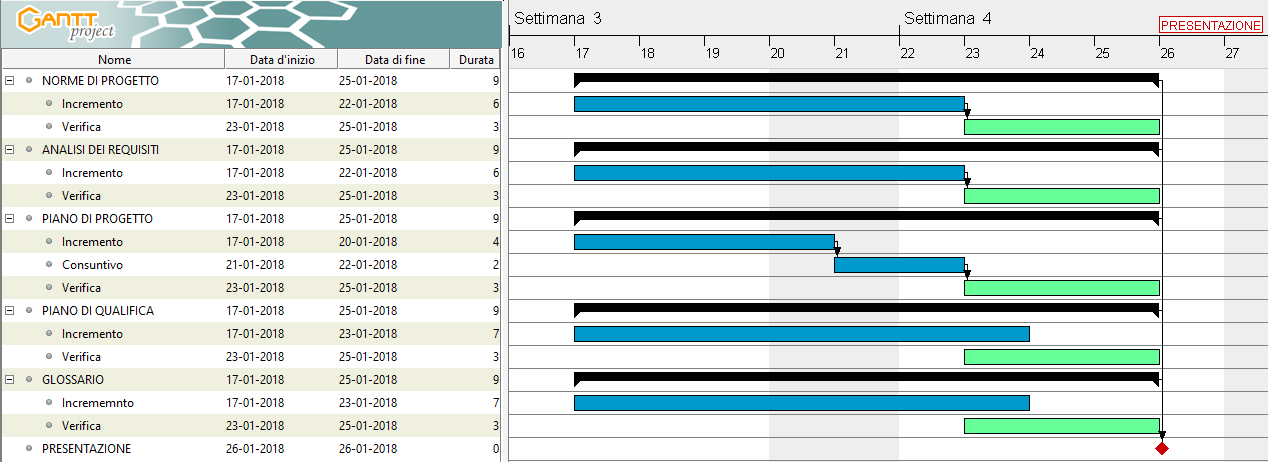 GANTT project
Settimana 3 Settimana 4
PRESENTAZIONE
16 17 18 19 20 21 22 23 24 25 26 27
Nome Data d'inizio Data di fine Durata
NORME DI PROGETTO 17-01-2018 25-01-2018 9
Incremento 17-01-2018 22-01-2018 6
Verifica 23-01-2018 25-01-2018 3
ANALISI DEI REQUISITI 17-01-2018 25-01-2018 9
Incremento 17-01-2018 22-01-2018 6
Verifica 23-01-2018 25-01-2018 3
PIANO DI PROGETTO 17-01-2018 25-01-2018 9
Incremento 17-01-2018 20-01-2018 4
Consuntivo 21-01-2018 22-01-2018 2
Verifica 23-01-2018 25-01-2018 3
PIANO DI QUALIFICA 17-01-2018 25-01-2018 9
Incremento 17-01-2018 23-01-2018 7
Verifica 23-01-2018 25-01-2018 3
GLOSSARIO 17-01-2018 25-01-2018 9
Incrememnto 17-01-2018 23-01-2018 7
Verifica 23-01-2018 25-01-2018 3
PRESENTAZIONE 26-01-2018 26-01-2018 0